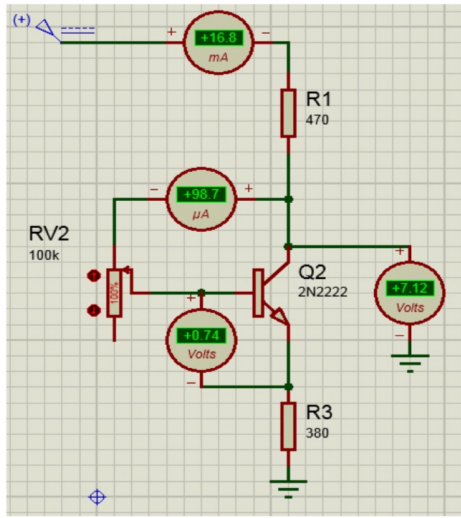 (+)
+ +16.8 -
mA
R1
470
- +98.7 +
µA
RV2
100k
100%
Q2
2N2222
+
+7.12
Volts
-
+
+0.74
Volts
-
R3
380